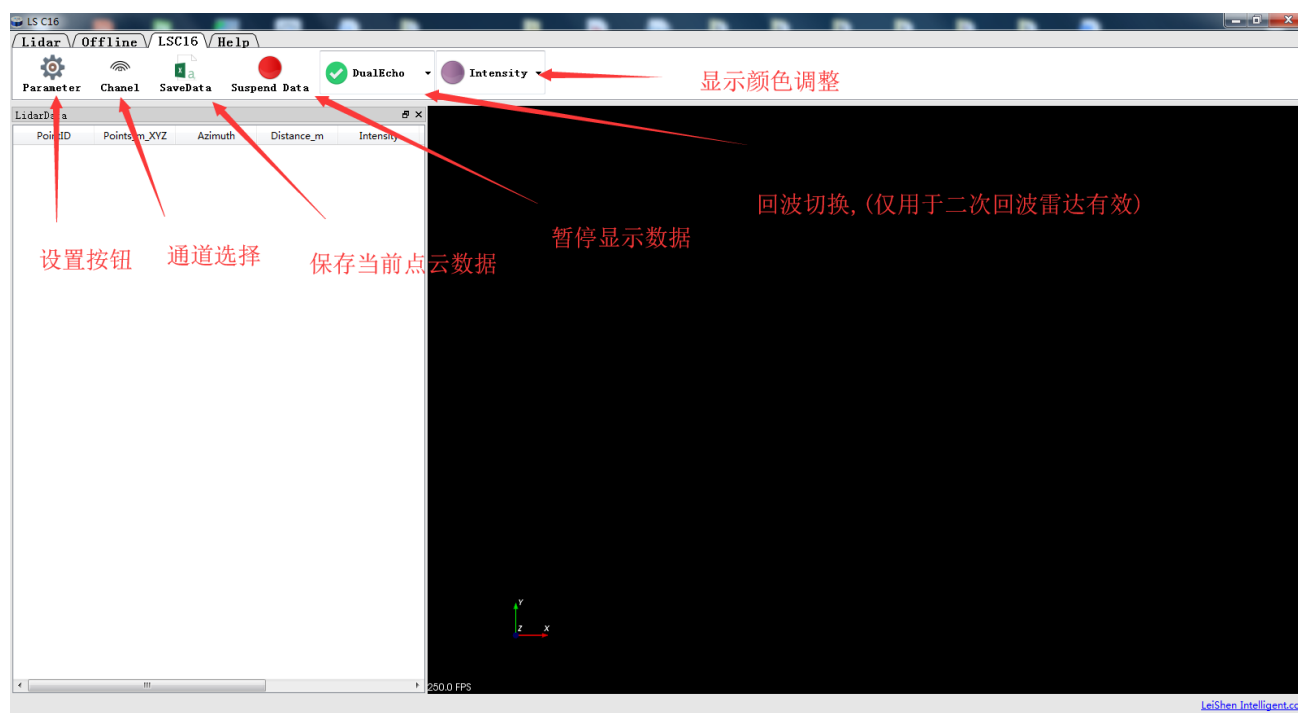 LS C16
Lidar Offline LSC16 Help
Parameter Chanel SaveData Suspend Data DualEcho Intensity
显示颜色调整
LidarData
PointID Points_m_XYZ Azimuth Distance_m Intensity
回波切换,(仅用于二次回波雷达有效)
暂停显示数据
设置按钮 通道选择 保存当前点云数据
Y
Z X
250.0 FPS
LeiShen Intelligent.co